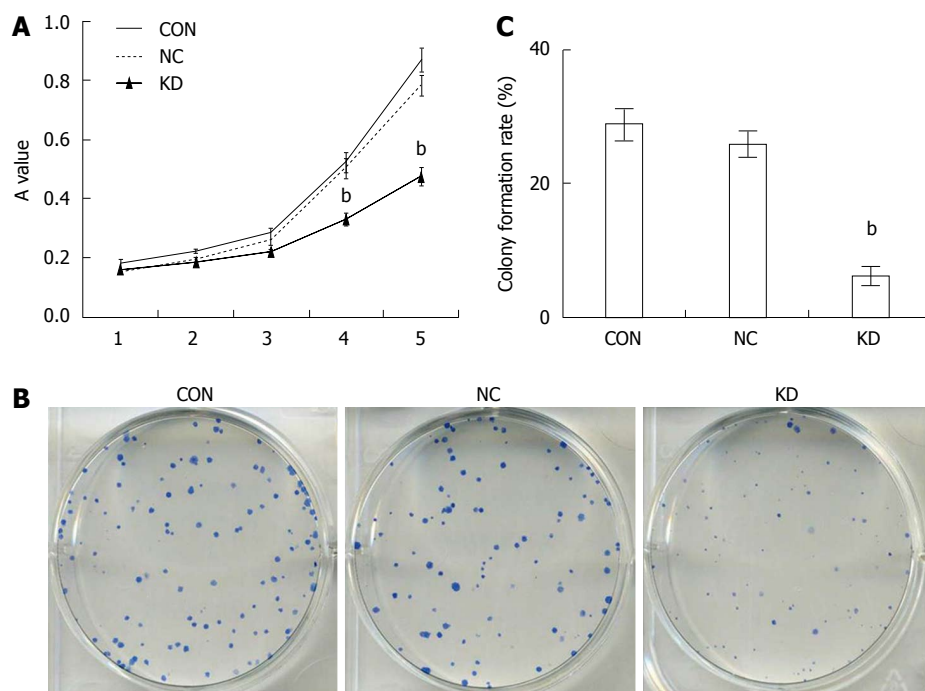 A
CON
NC
KD
A value
1.0
0.8
0.6
0.4
0.2
0.0
b
b
1 2 3 4 5
C
Colony formation rate (%)
40
20
0
b
CON NC KD
B
CON NC KD